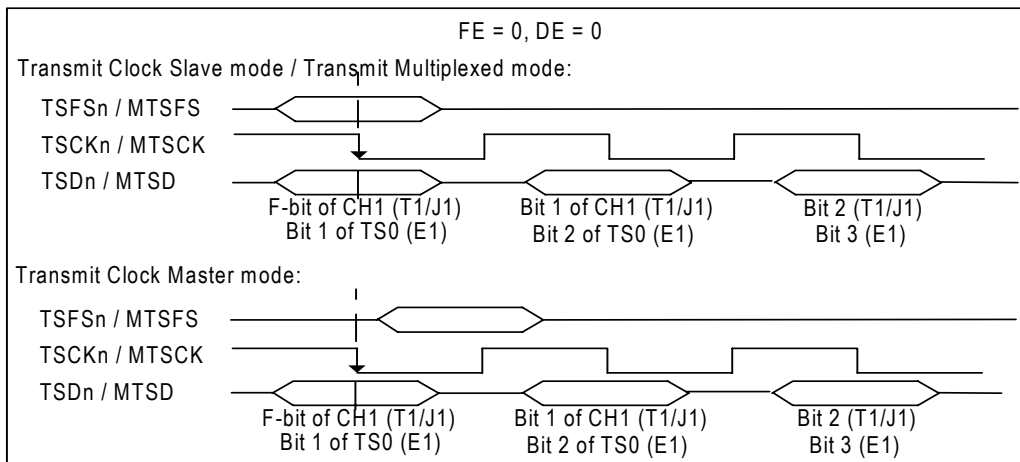 FE = 0, DE = 0
Transmit Clock Slave mode / Transmit Multiplexed mode:
TSFSn / MTSFS
TSCKn / MTSCK
TSDn / MTSD
F-bit of CH1 (T1/J1) Bit 1 of CH1 (T1/J1) Bit 2 (T1/J1)
Bit 1 of TS0 (E1) Bit 2 of TS0 (E1) Bit 3 (E1)
Transmit Clock Master mode:
TSFSn / MTSFS
TSCKn / MTSCK
TSDn / MTSD
F-bit of CH1 (T1/J1) Bit 1 of CH1 (T1/J1) Bit 2 (T1/J1)
Bit 1 of TS0 (E1) Bit 2 of TS0 (E1) Bit 3 (E1)